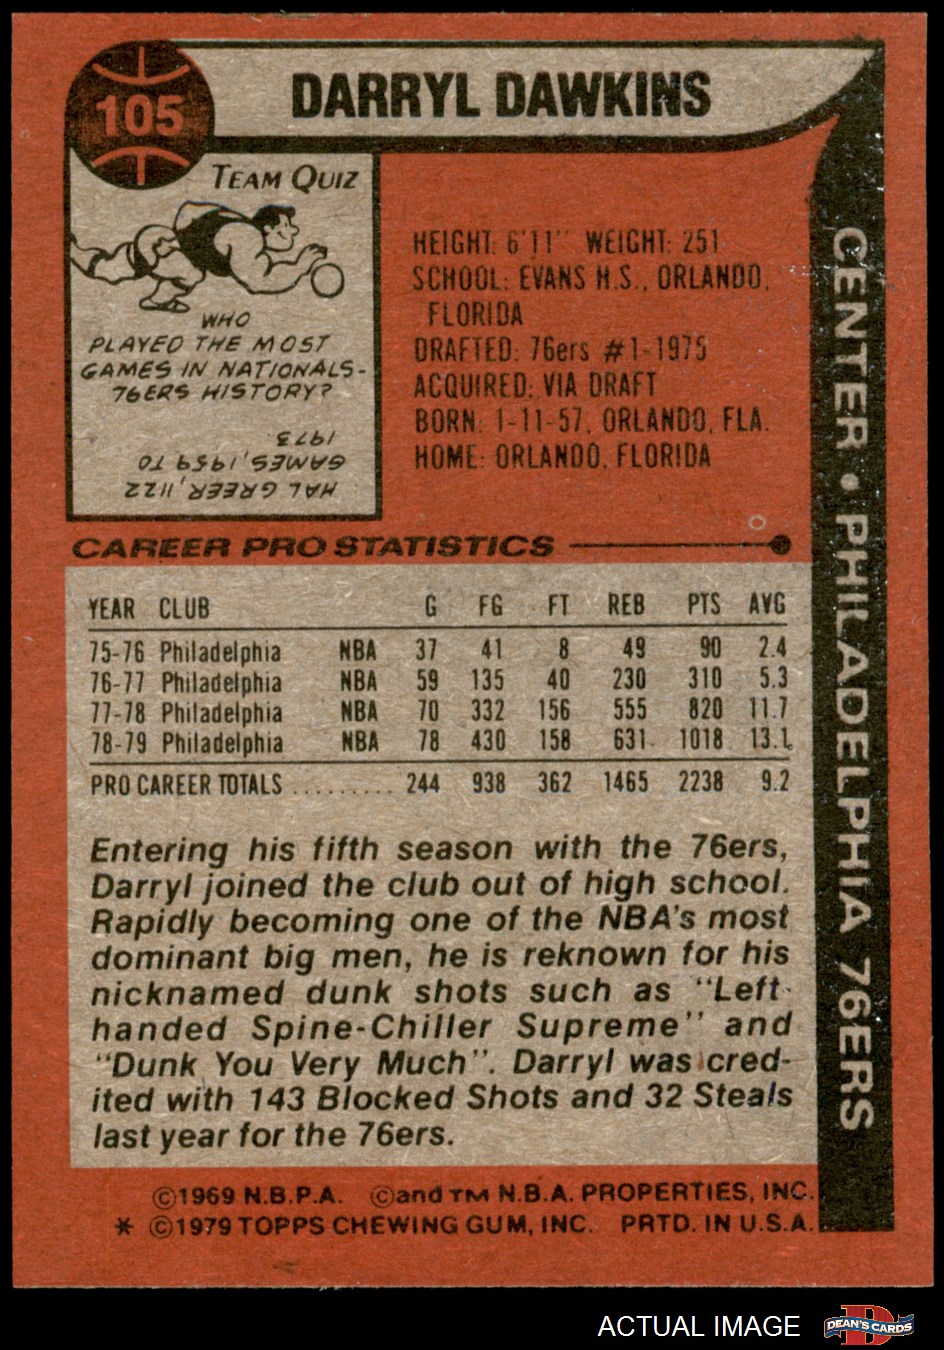 105
DARRYL DAWKINS
TEAM QUIZ
WHO
PLAYED THE MOST
GAMES IN NATIONALS-
76ERS HISTORY?
HAL GREER, 1122
GAMES, 1959 TO
1973
HEIGHT: 6'11" WEIGHT: 251
SCHOOL: EVANS H.S., ORLANDO,
FLORIDA
DRAFTED: 76ers #1-1975
ACQUIRED: VIA DRAFT
BORN: 1-11-57, ORLANDO, FLA.
HOME: ORLANDO, FLORIDA
CENTER • PHILADELPHIA 76ERS
CAREER PRO STATISTICS
YEAR CLUB G FG FT REB PTS AVG
75-76 Philadelphia NBA 37 41 8 49 90 2.4
76-77 Philadelphia NBA 59 135 40 230 310 5.3
77-78 Philadelphia NBA 70 332 156 555 820 11.7
78-79 Philadelphia NBA 78 430 158 631 1018 13.1
PRO CAREER TOTALS ......... 244 938 362 1465 2238 9.2
Entering his fifth season with the 76ers,
Darryl joined the club out of high school.
Rapidly becoming one of the NBA's most
dominant big men, he is reknown for his
nicknamed dunk shots such as "Left
handed Spine-Chiller Supreme" and
"Dunk You Very Much". Darryl was cred-
ited with 143 Blocked Shots and 32 Steals
last year for the 76ers.
©1969 N.B.P.A. ©and TM N.B.A. PROPERTIES, INC.
* ©1979 TOPPS CHEWING GUM, INC. PRTD. IN U.S.A.
ACTUAL IMAGE
D
DEAN'S CARDS